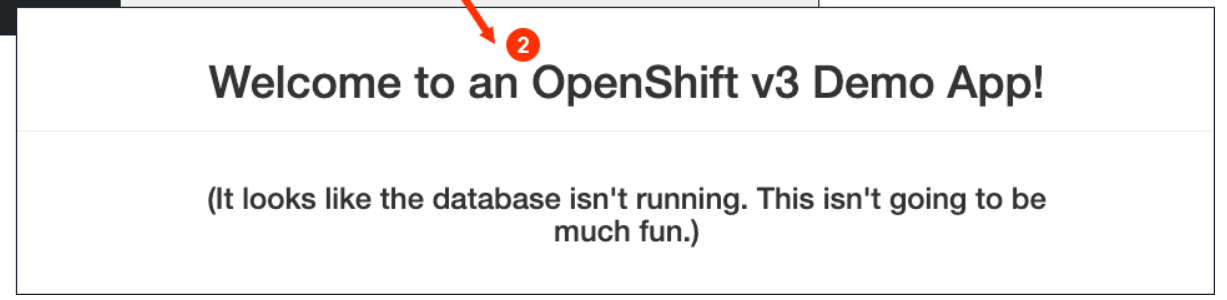 2
Welcome to an OpenShift v3 Demo App!
(It looks like the database isn't running. This isn't going to be
much fun.)